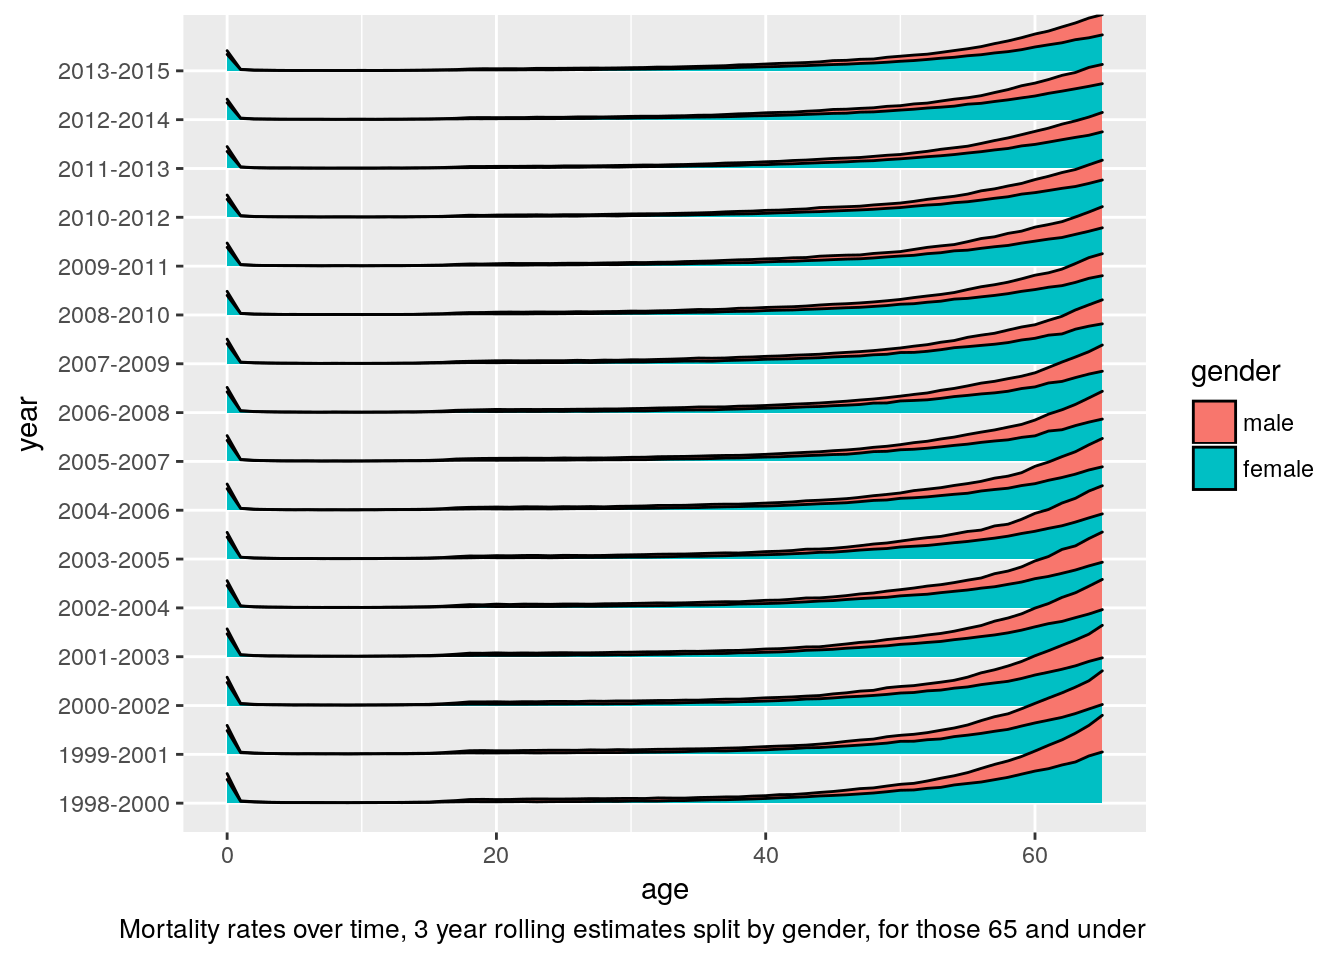 2013-2015
2012-2014
2011-2013
2010-2012
2009-2011
2008-2010
2007-2009
2006-2008
2005-2007
2004-2006
2003-2005
2002-2004
2001-2003
2000-2002
1999-2001
1998-2000
year
0 20 40 60
age
gender
male
female
Mortality rates over time, 3 year rolling estimates split by gender, for those 65 and under